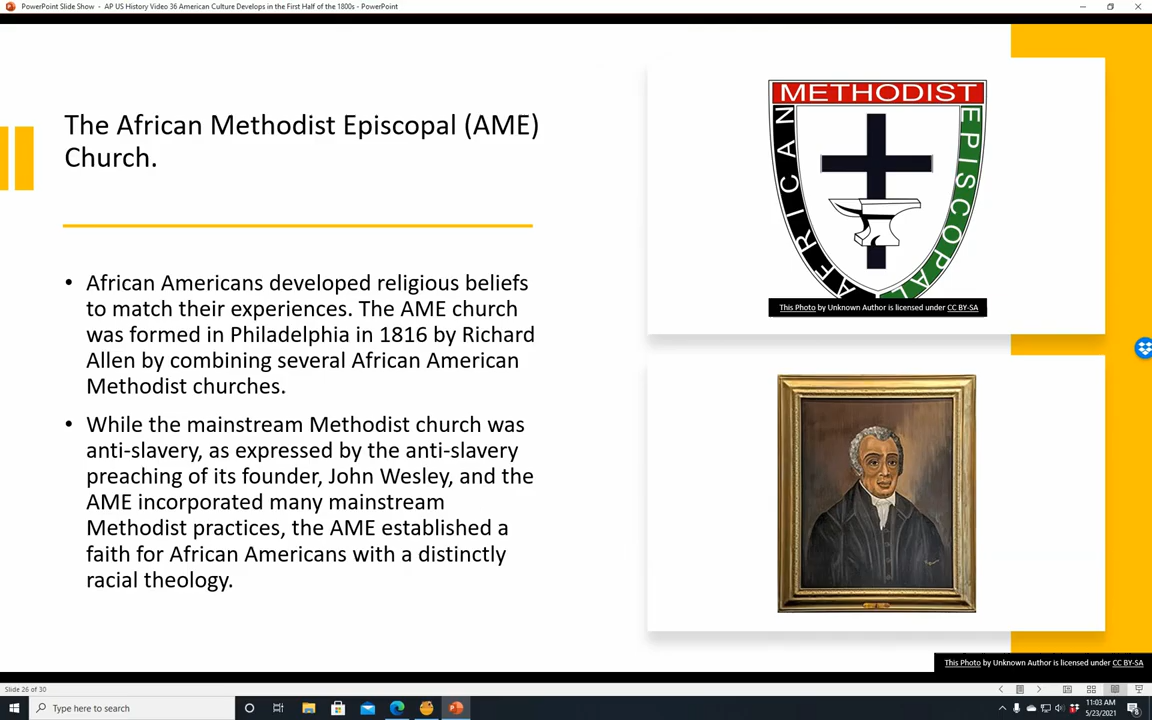 PowerPoint Slide Show - AP US History Video 36 American Culture Develops in the First Half of the 1800s - PowerPoint
The African Methodist Episcopal (AME)
Church.
• African Americans developed religious beliefs
to match their experiences. The AME church
was formed in Philadelphia in 1816 by Richard
Allen by combining several African American
Methodist churches.
• While the mainstream Methodist church was
anti-slavery, as expressed by the anti-slavery
preaching of its founder, John Wesley, and the
AME incorporated many mainstream
Methodist practices, the AME established a
faith for African Americans with a distinctly
racial theology.
METHODIST
AFRICAN
EPISCOPAL
This Photo by Unknown Author is licensed under CC BY-SA
This Photo by Unknown Author is licensed under CC BY-SA
Slide 26 of 30
Type here to search
11:03 AM
5/23/2021